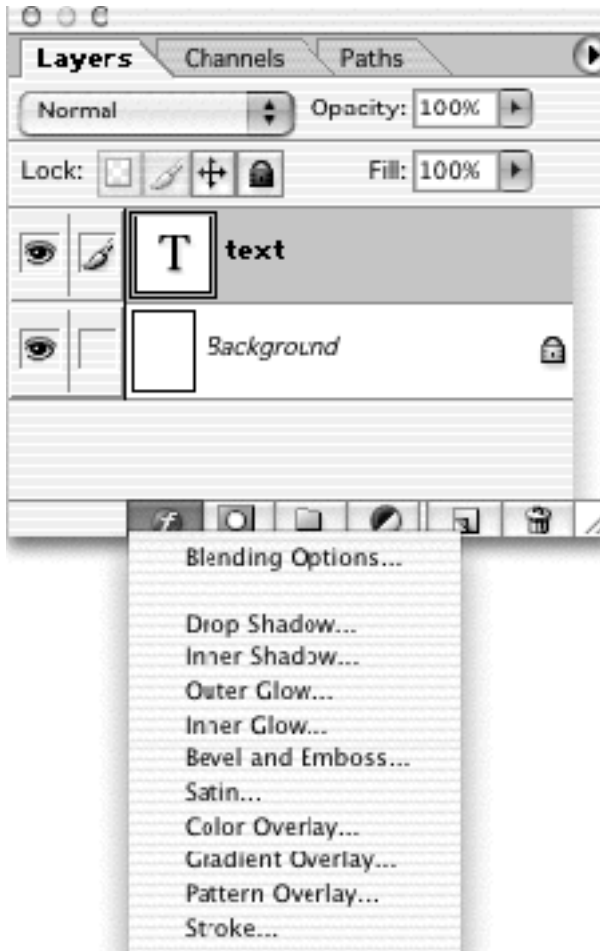 Layers Channels Paths
Normal Opacity: 100%
Lock: Fill: 100%
T text
Background
f
Blending Options...
Drop Shadow...
Inner Shadow...
Outer Glow...
Inner Glow...
Bevel and Emboss...
Satin...
Color Overlay...
Gradient Overlay...
Pattern Overlay...
Stroke...